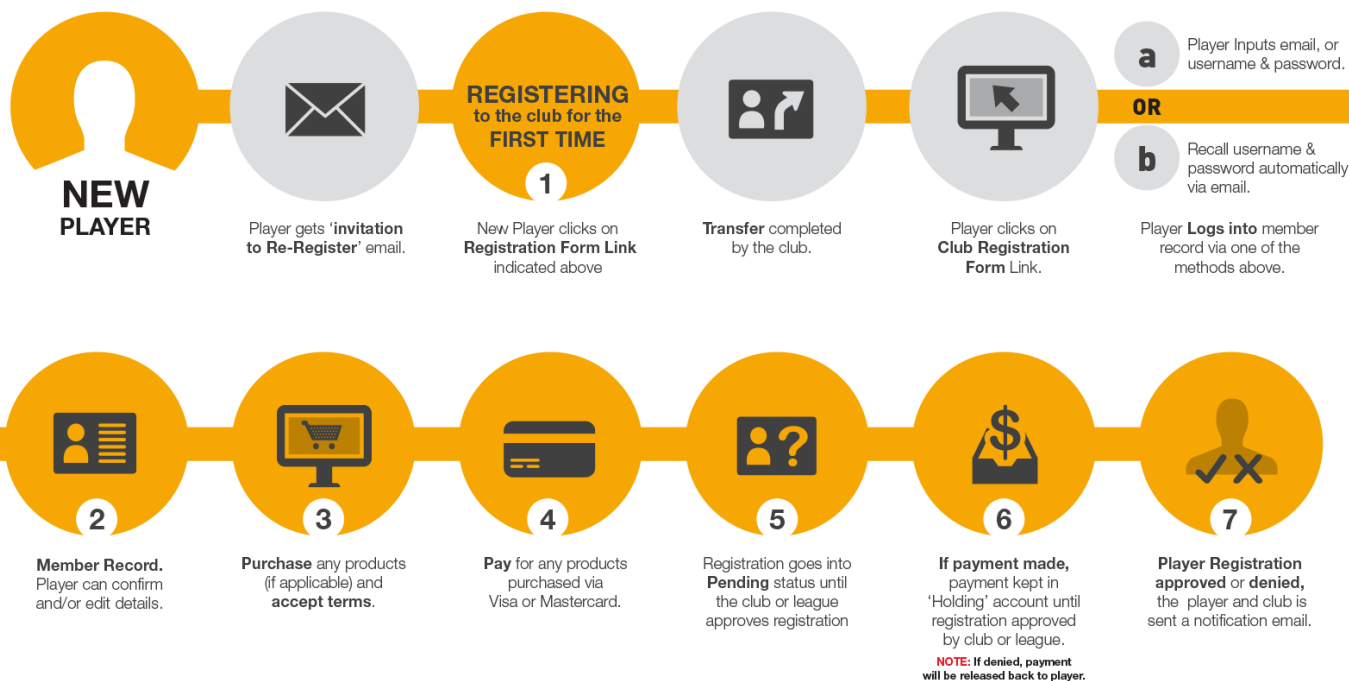 NEW
PLAYER
Player gets ‘invitation
to Re-Register’ email.
REGISTERING
to the club for the
FIRST TIME
1
New Player clicks on
Registration Form Link
indicated above
Transfer completed
by the club.
Player clicks on
Club Registration
Form Link.
a
Player Inputs email, or
username & password.
OR
b
Recall username &
password automatically
via email.
Player Logs into member
record via one of the
methods above.
2
Member Record.
Player can confirm
and/or edit details.
3
Purchase any products
(if applicable) and
accept terms.
4
Pay for any products
purchased via
Visa or Mastercard.
?
5
Registration goes into
Pending status until
the club or league
approves registration
$
6
If payment made,
payment kept in
‘Holding’ account until
registration approved
by club or league.
NOTE: If denied, payment
will be released back to player.
7
Player Registration
approved or denied,
the player and club is
sent a notification email.